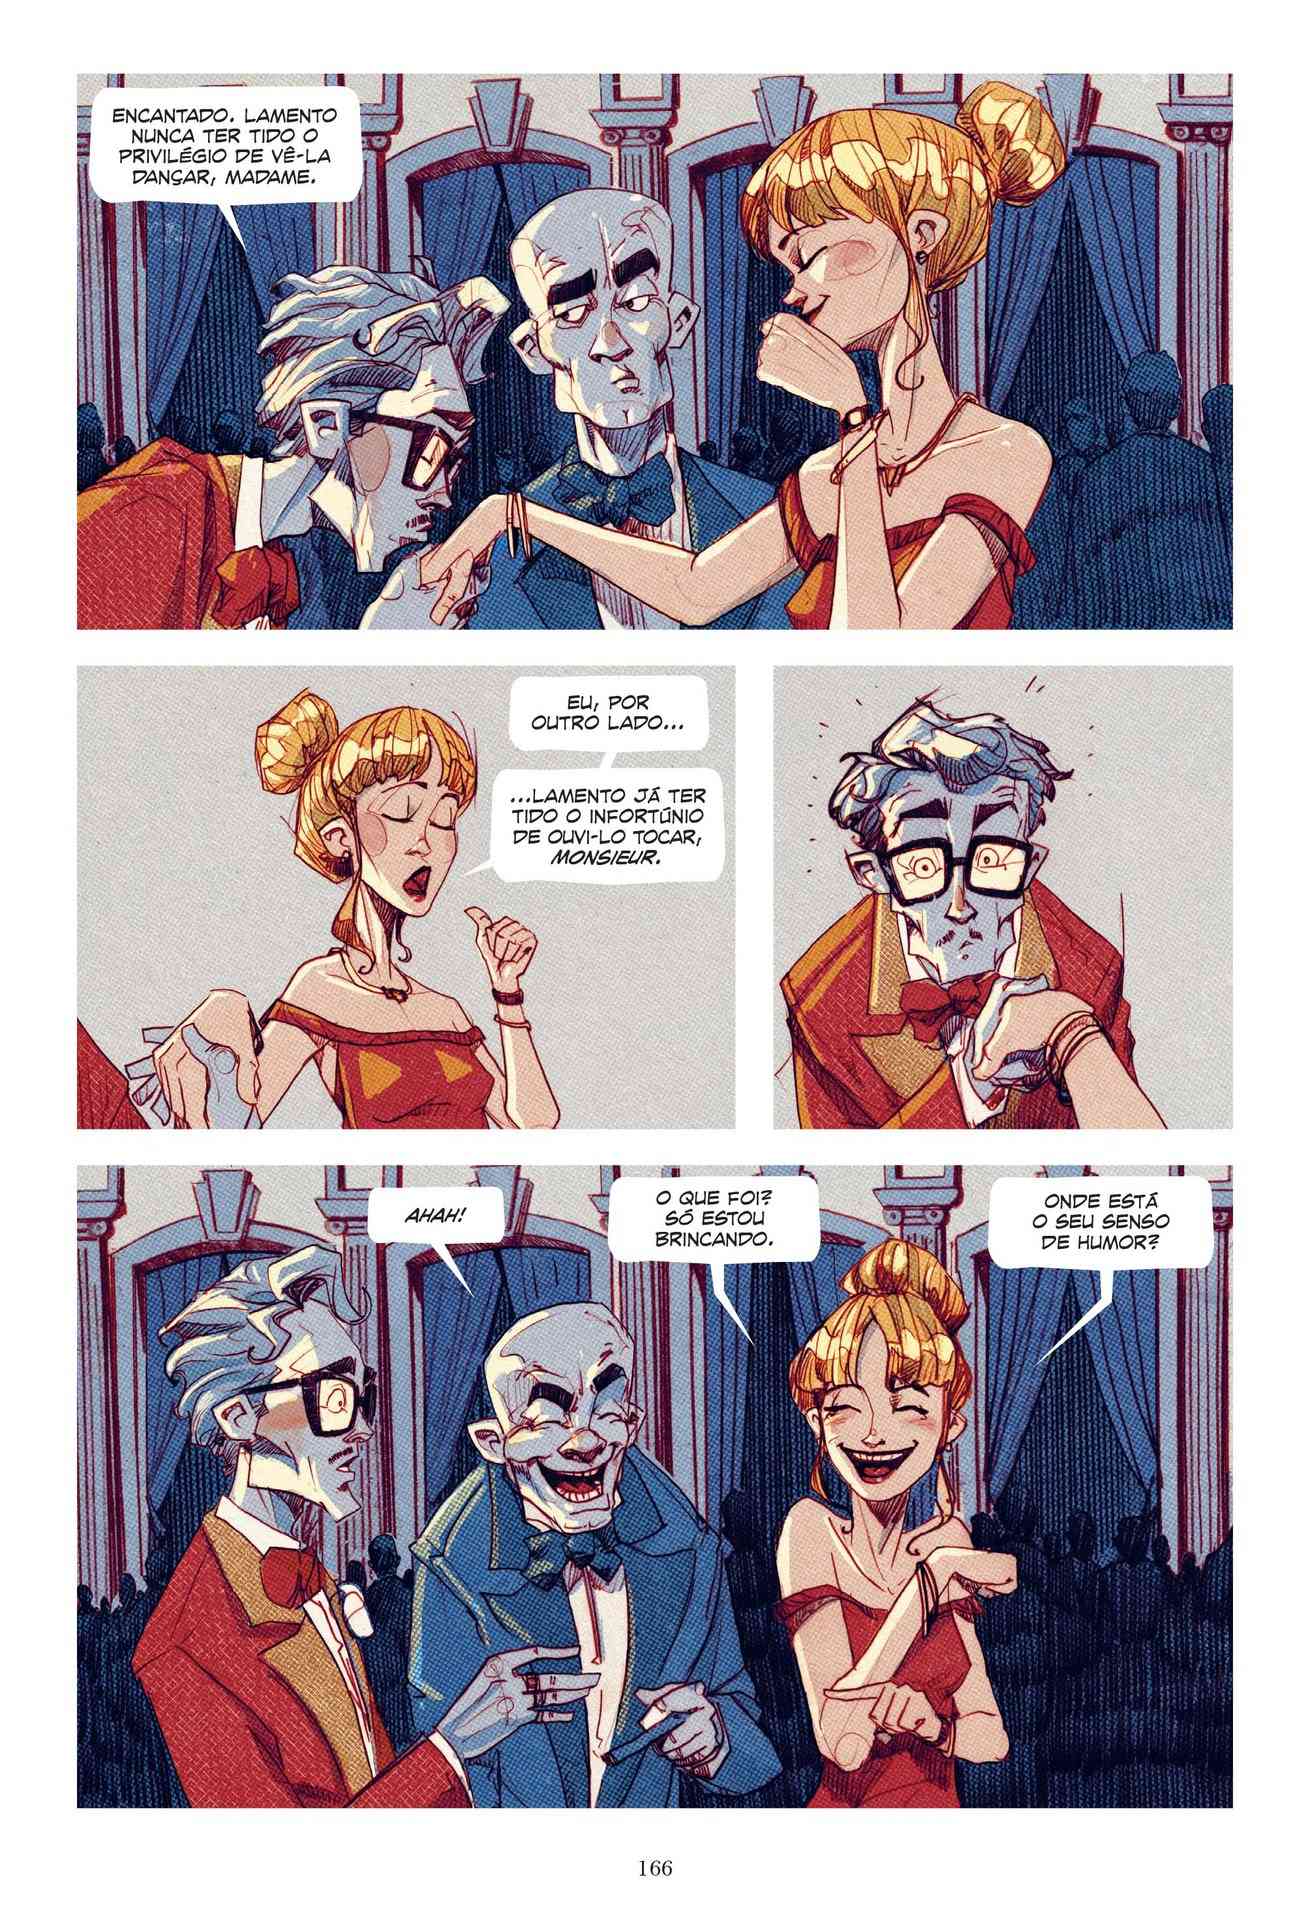 ENCANTADO. LAMENTO
NUNCA TER TIDO O
PRIVILÉGIO DE VÊ-LA
DANÇAR, MADAME.
EU, POR
OUTRO LADO...
...LAMENTO JÁ TER
TIDO O INFORTÚNIO
DE OUVI-LO TOCAR,
MONSIEUR.
AHAH!
O QUE FOI?
SÓ ESTOU
BRINCANDO.
ONDE ESTÁ
O SEU SENSO
DE HUMOR?
166